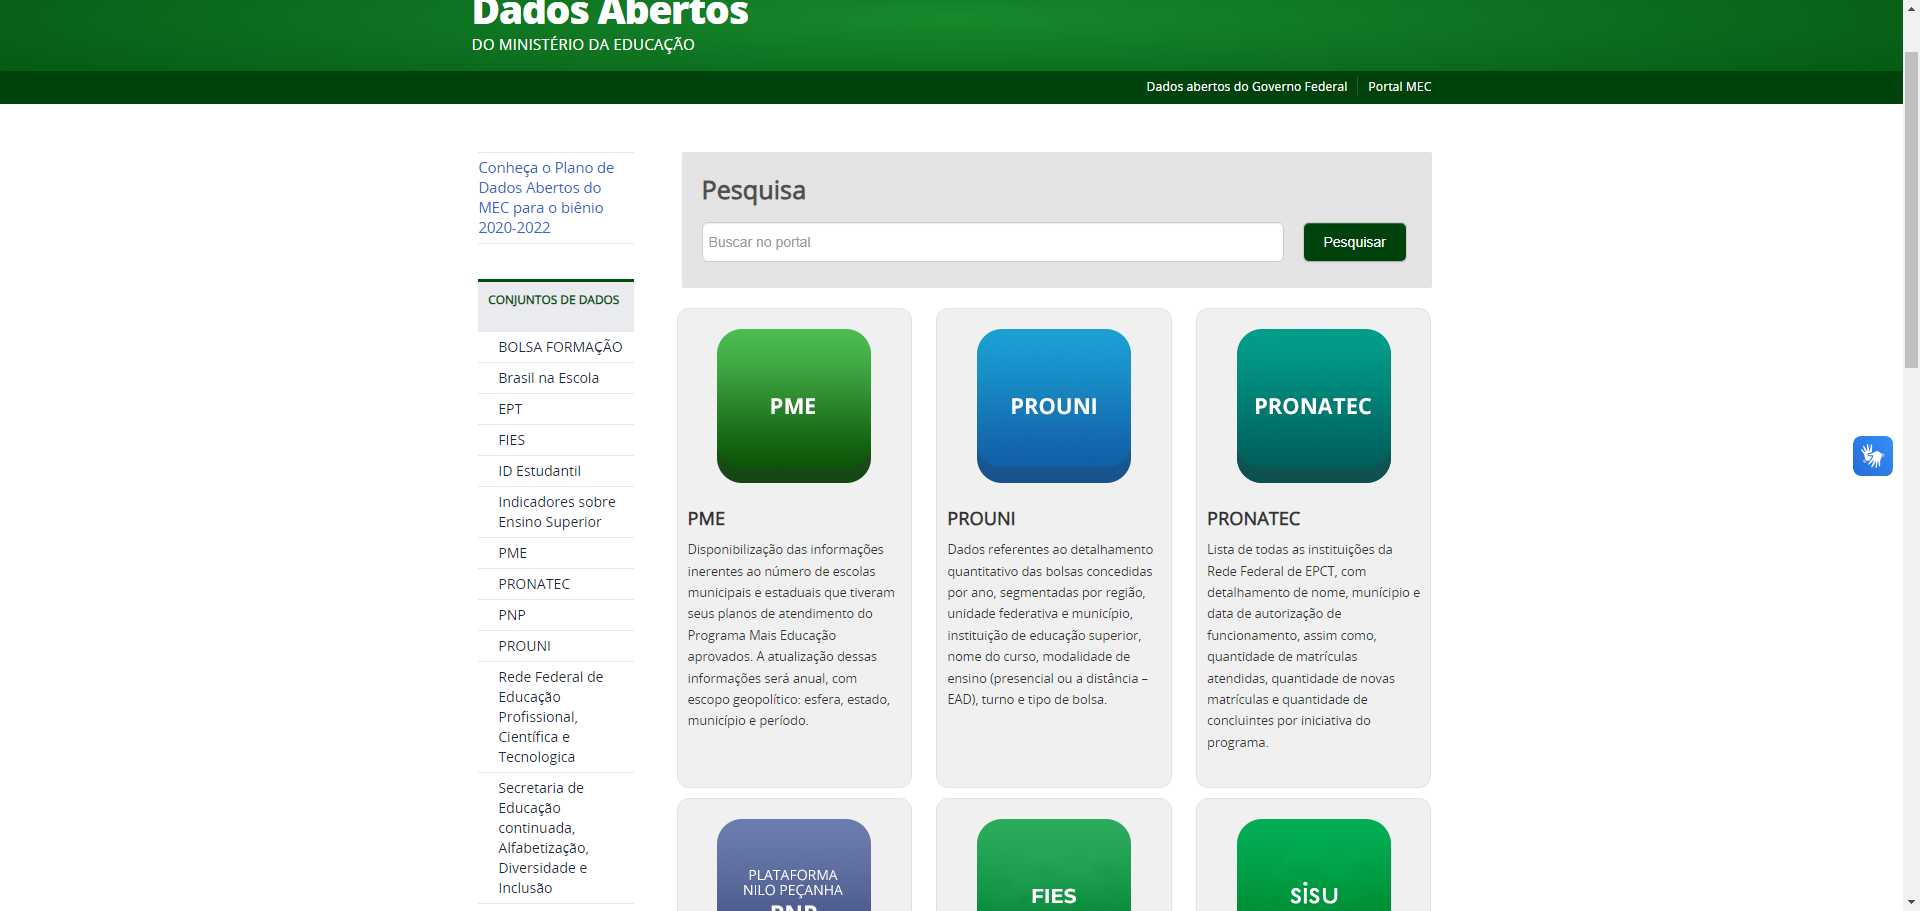 Dados Abertos
DO MINISTÉRIO DA EDUCAÇÃO
Dados abertos do Governo Federal
Portal MEC
Conheça o Plano de
Dados Abertos do
MEC para o biênio
2020-2022
CONJUNTOS DE DADOS
BOLSA FORMAÇÃO
Brasil na Escola
EPT
FIES
ID Estudantil
Indicadores sobre
Ensino Superior
PME
PRONATEC
PNP
PROUNI
Rede Federal de
Educação
Profissional,
Científica e
Tecnologica
Secretaria de
Educação
continuada,
Alfabetização,
Diversidade e
Inclusão
Pesquisa
Buscar no portal
Pesquisar
PME
PME
Disponibilização das informações
inerentes ao número de escolas
municipais e estaduais que tiveram
seus planos de atendimento do
Programa Mais Educação
aprovados. A atualização dessas
informações será anual, com
escopo geopolítico: esfera, estado,
município e período.
PROUNI
PROUNI
Dados referentes ao detalhamento
quantitativo das bolsas concedidas
por ano, segmentadas por região,
unidade federativa e município,
instituição de educação superior,
nome do curso, modalidade de
ensino (presencial ou a distância –
EAD), turno e tipo de bolsa.
PRONATEC
PRONATEC
Lista de todas as instituições da
Rede Federal de EPCT, com
detalhamento de nome, munícipio e
data de autorização de
funcionamento, assim como,
quantidade de matrículas
atendidas, quantidade de novas
matrículas e quantidade de
concluintes por iniciativa do
programa.
PLATAFORMA
NILO PEÇANHA
PNP
FIES
sisu